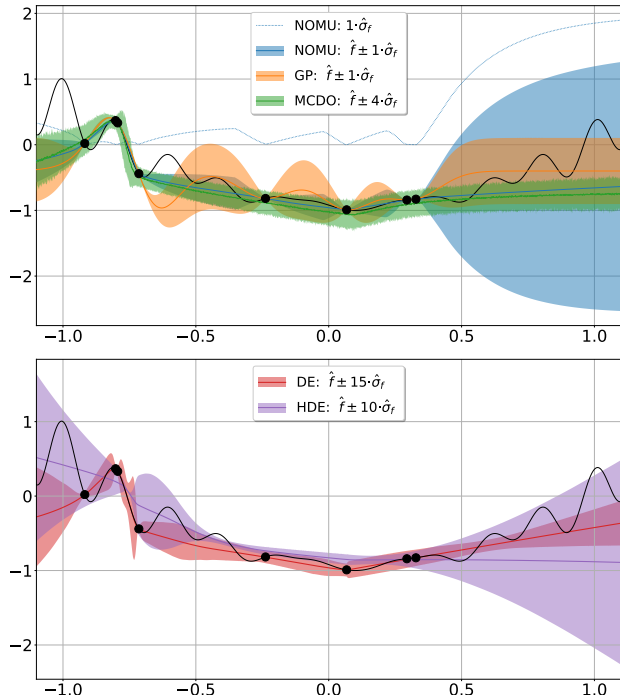 2
NOMU: 1·σ̂_f
NOMU: f̂ ± 1·σ̂_f
GP: f̂ ± 1·σ̂_f
MCDO: f̂ ± 4·σ̂_f
1
0
−1
−2
−1.0 −0.5 0.0 0.5 1.0
DE: f̂ ± 15·σ̂_f
HDE: f̂ ± 10·σ̂_f
1
0
−1
−2
−1.0 −0.5 0.0 0.5 1.0